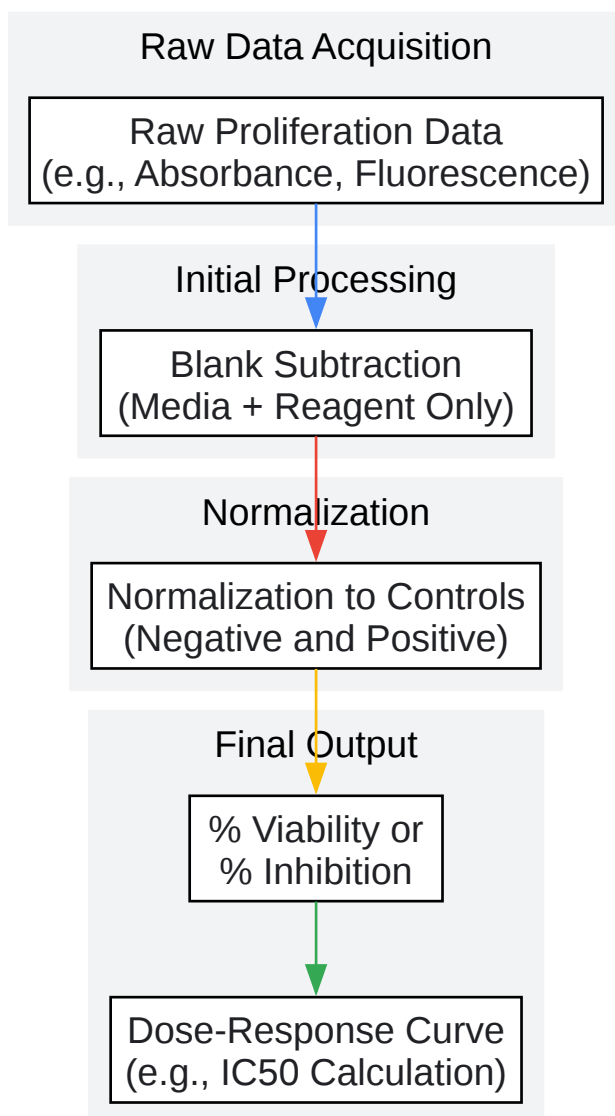 Raw Data Acquisition
Raw Proliferation Data
(e.g., Absorbance, Fluorescence)
Initial Processing
Blank Subtraction
(Media + Reagent Only)
Normalization
Normalization to Controls
(Negative and Positive)
Final Output
% Viability or
% Inhibition
Dose-Response Curve
(e.g., IC50 Calculation)